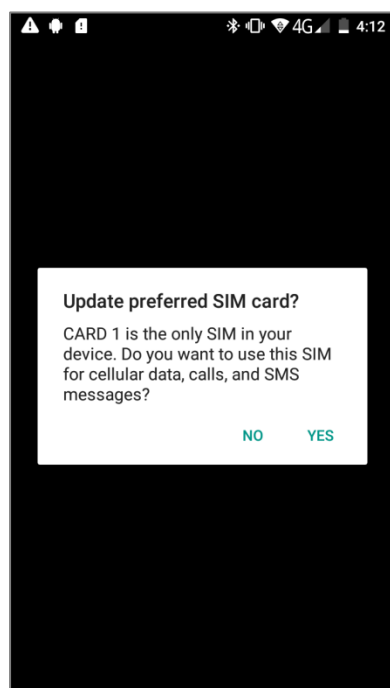 4G 4:12
Update preferred SIM card?
CARD 1 is the only SIM in your
device. Do you want to use this SIM
for cellular data, calls, and SMS
messages?
NO YES